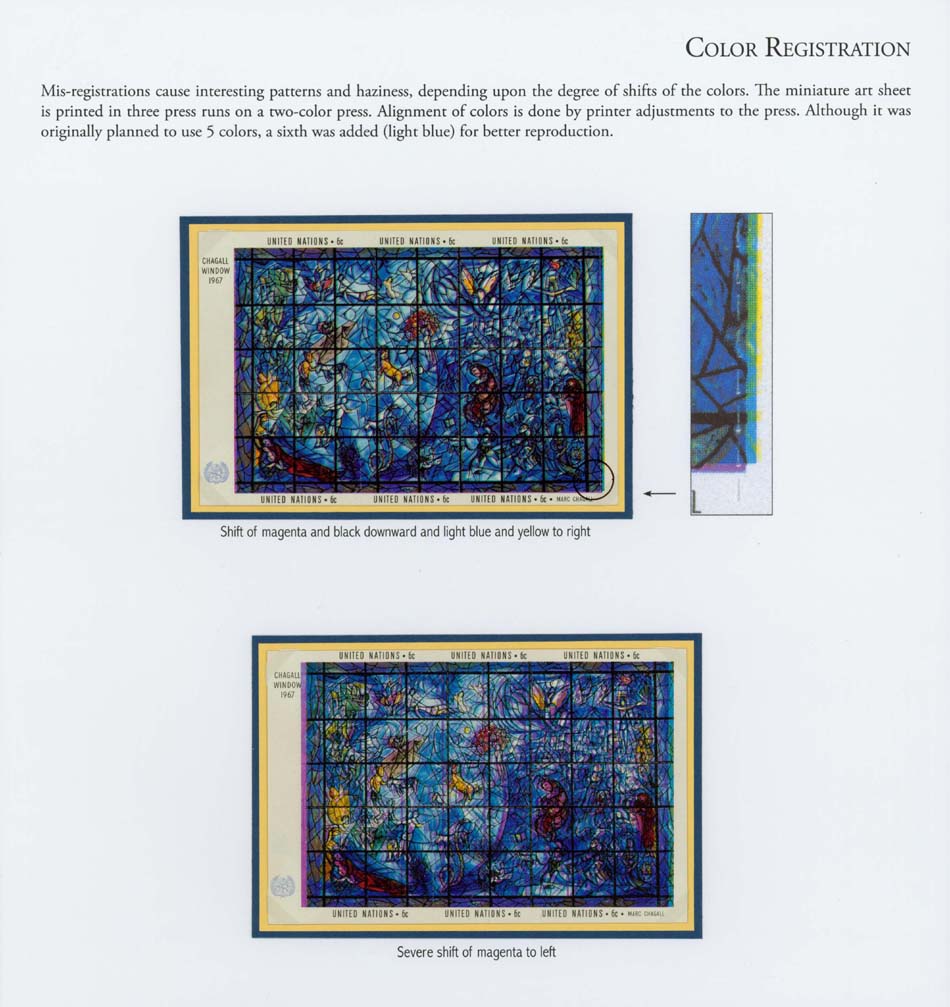 COLOR REGISTRATION
Mis-registrations cause interesting patterns and haziness, depending upon the degree of shifts of the colors. The miniature art sheet
is printed in three press runs on a two-color press. Alignment of colors is done by printer adjustments to the press. Although it was
originally planned to use 5 colors, a sixth was added (light blue) for better reproduction.
UNITED NATIONS • 6c UNITED NATIONS • 6c UNITED NATIONS • 6c
CHAGALL
WINDOW
1967
UNITED NATIONS • 6c UNITED NATIONS • 6c UNITED NATIONS • 6c • MARC CHAGALL
L
Shift of magenta and black downward and light blue and yellow to right
UNITED NATIONS • 6c UNITED NATIONS • 6c UNITED NATIONS • 6c
CHAGALL
WINDOW
1967
UNITED NATIONS • 6c UNITED NATIONS • 6c UNITED NATIONS • 6c • MARC CHAGALL
Severe shift of magenta to left